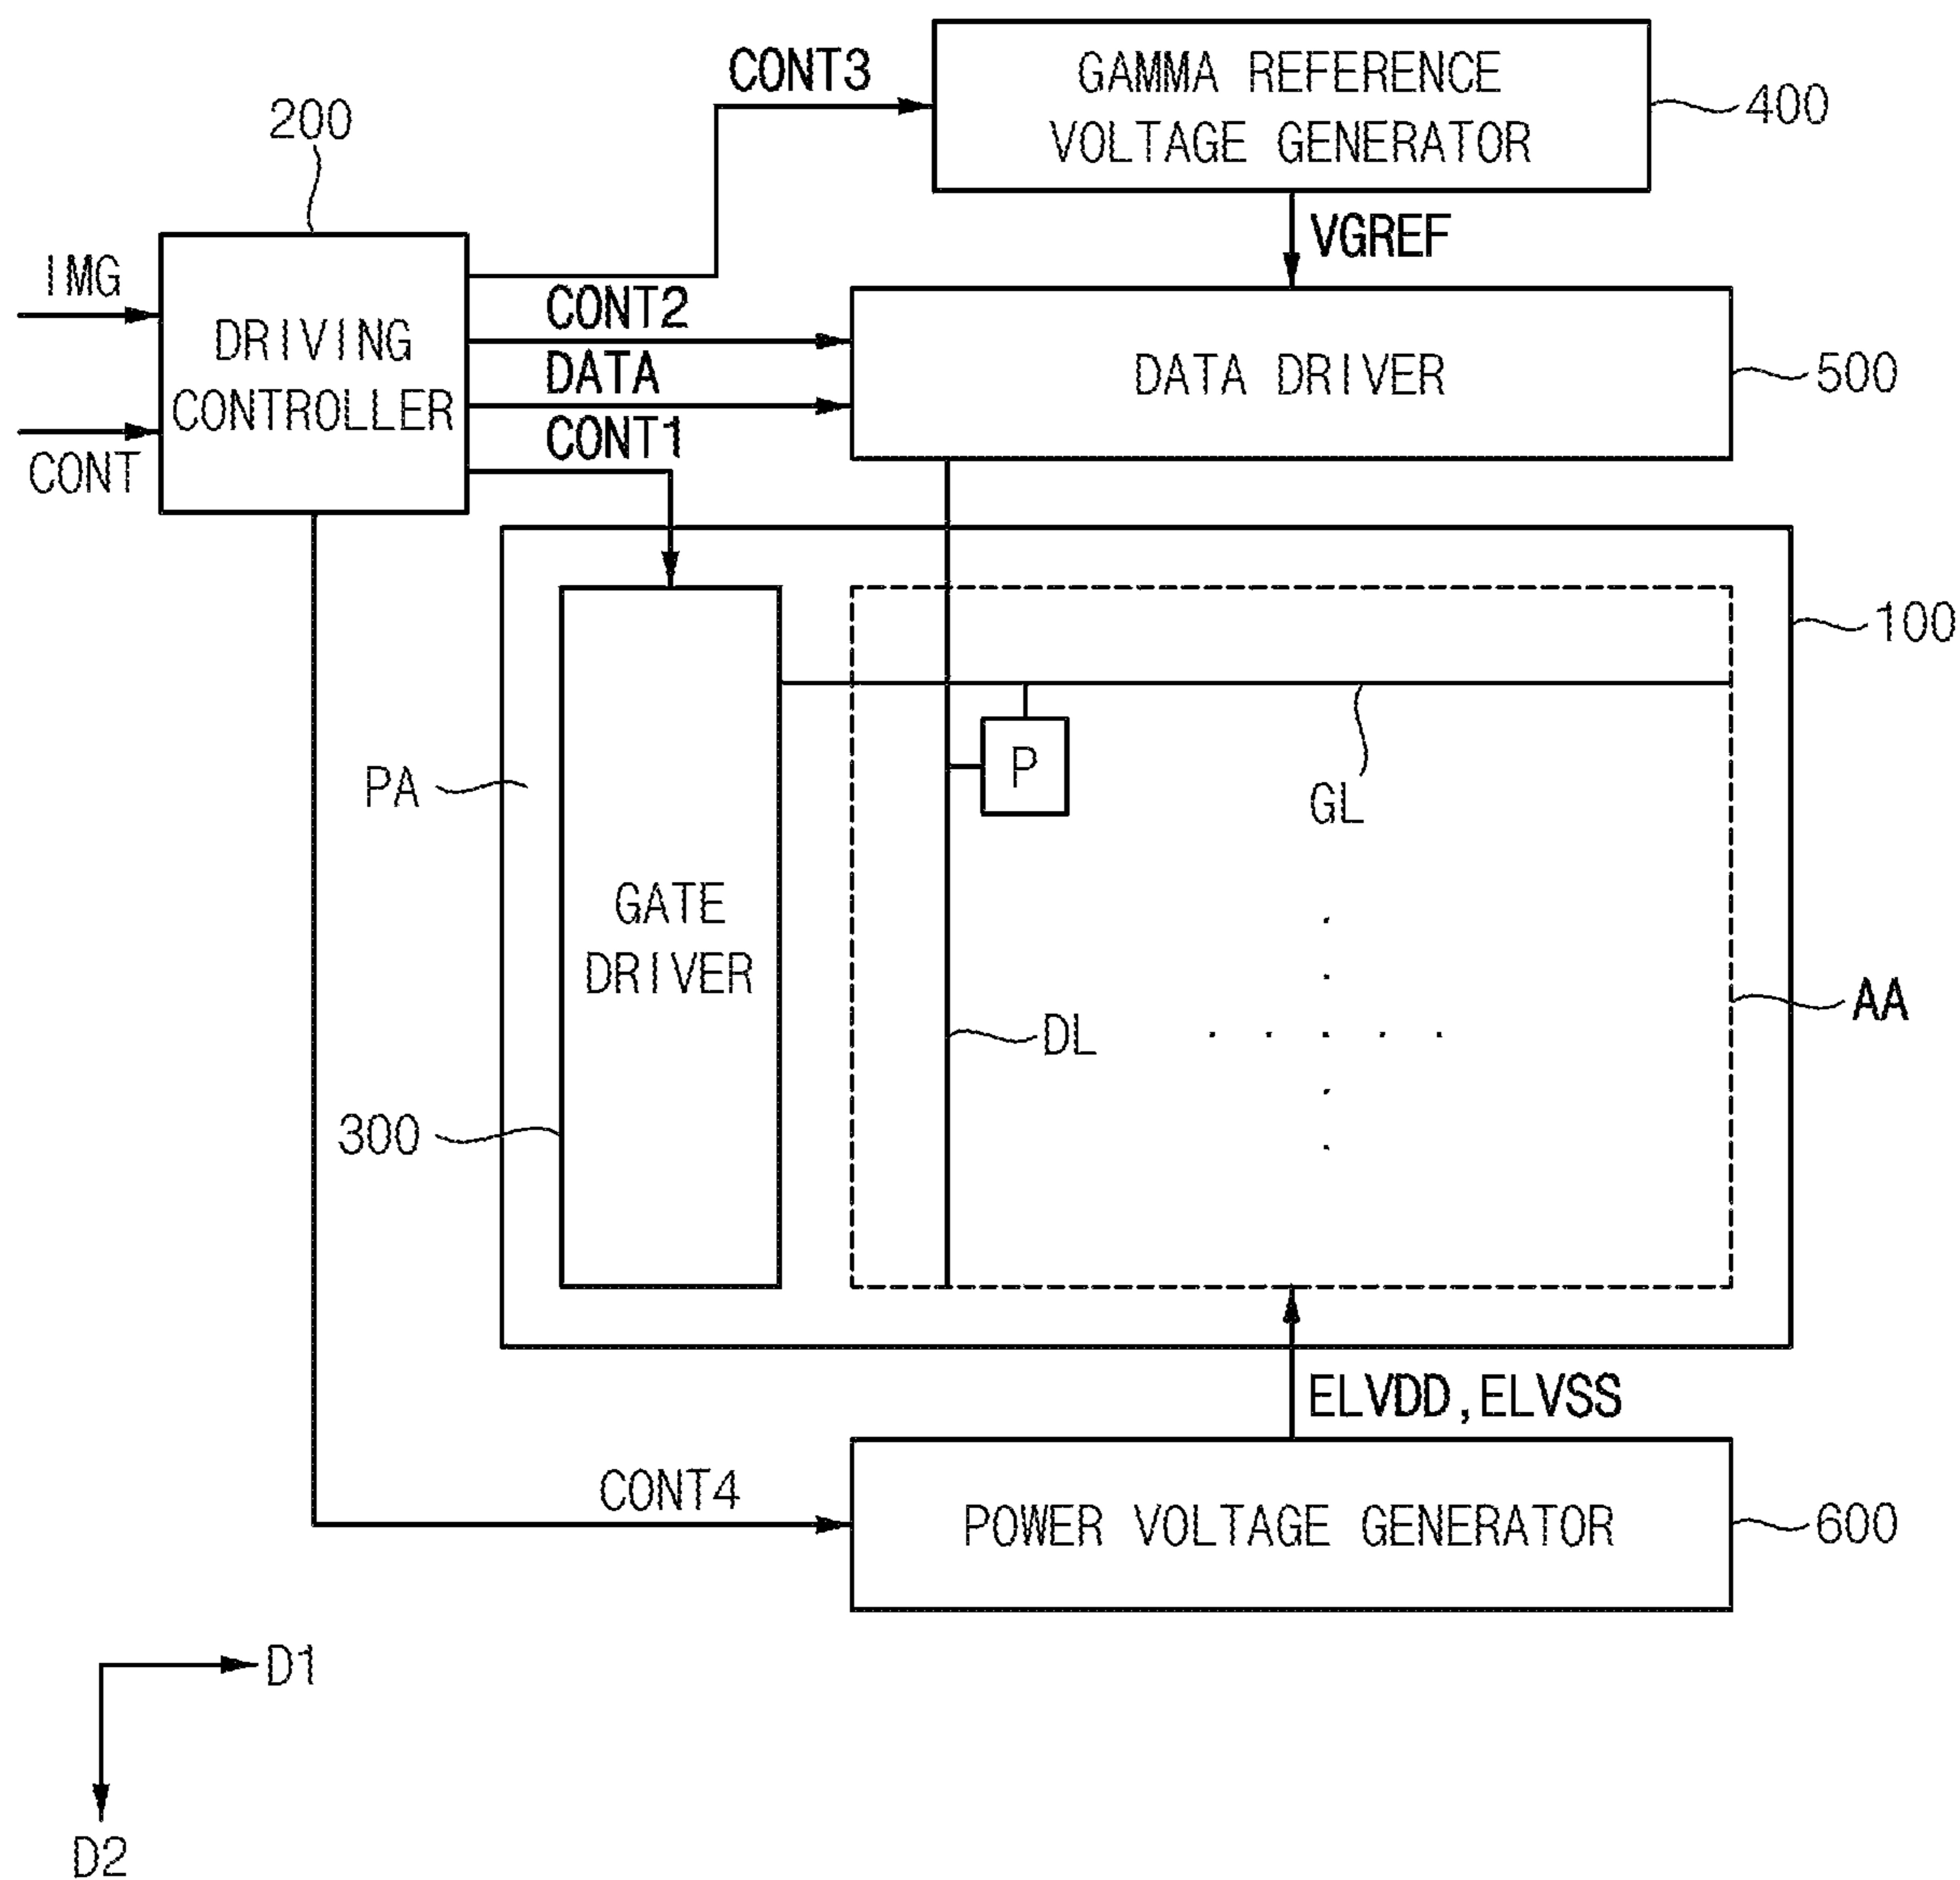 CONT3
GAMMA REFERENCE
VOLTAGE GENERATOR
400
200
VGREF
IMG
CONT2
DRIVING
CONTROLLER
DATA
DATA DRIVER
500
CONT1
CONT
100
P
PA
GL
GATE
DRIVER
AA
DL
300
ELVDD,ELVSS
CONT4
POWER VOLTAGE GENERATOR
600
D1
D2